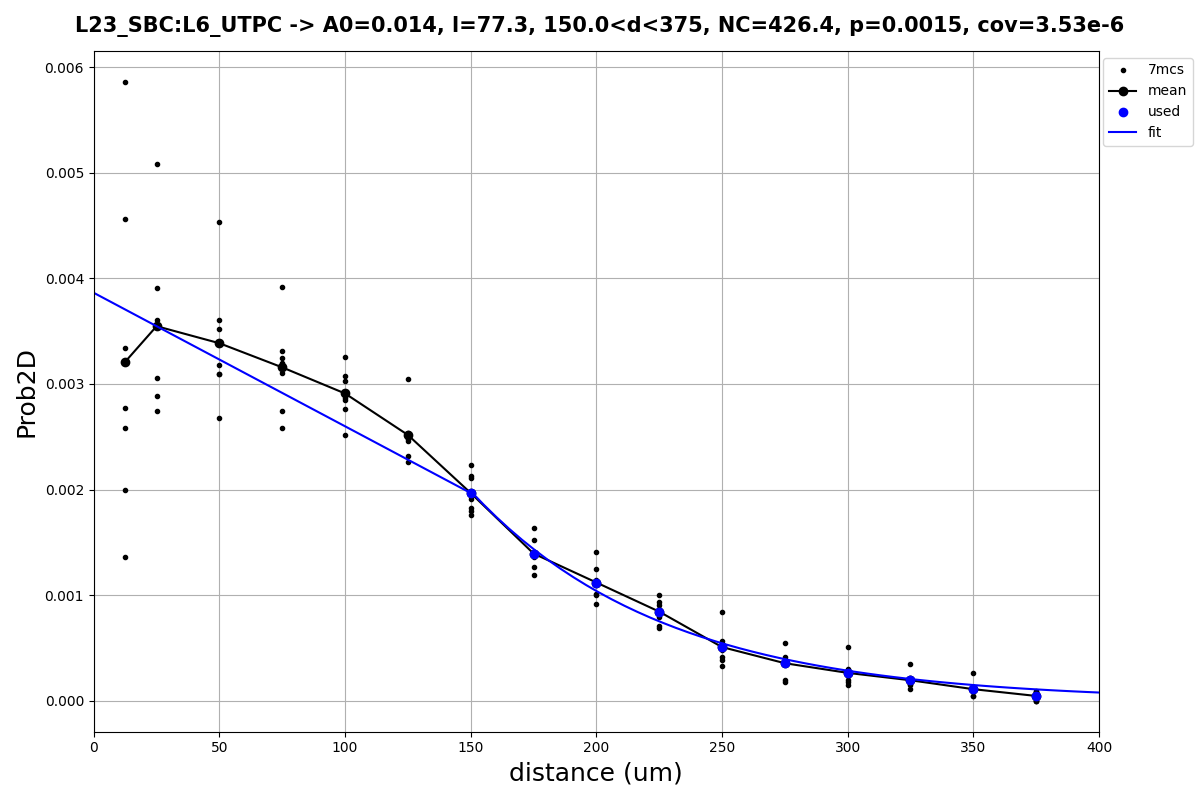 L23_SBC:L6_UTPC -> A0=0.014, l=77.3, 150.0<d<375, NC=426.4, p=0.0015, cov=3.53e-6
7mcs
mean
used
fit
0.006
0.005
0.004
0.003
0.002
0.001
0.000
Prob2D
0 50 100 150 200 250 300 350 400
distance (um)